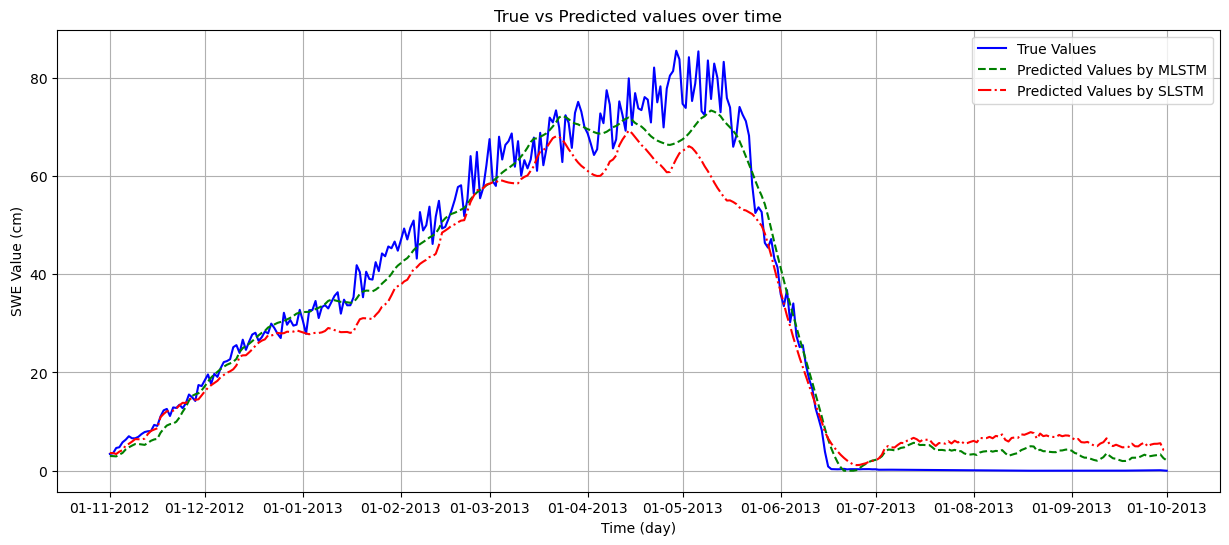 True vs Predicted values over time
True Values
Predicted Values by MLSTM
Predicted Values by SLSTM
SWE Value (cm)
80
60
40
20
0
01-11-2012 01-12-2012 01-01-2013 01-02-2013 01-03-2013 01-04-2013 01-05-2013 01-06-2013 01-07-2013 01-08-2013 01-09-2013 01-10-2013
Time (day)